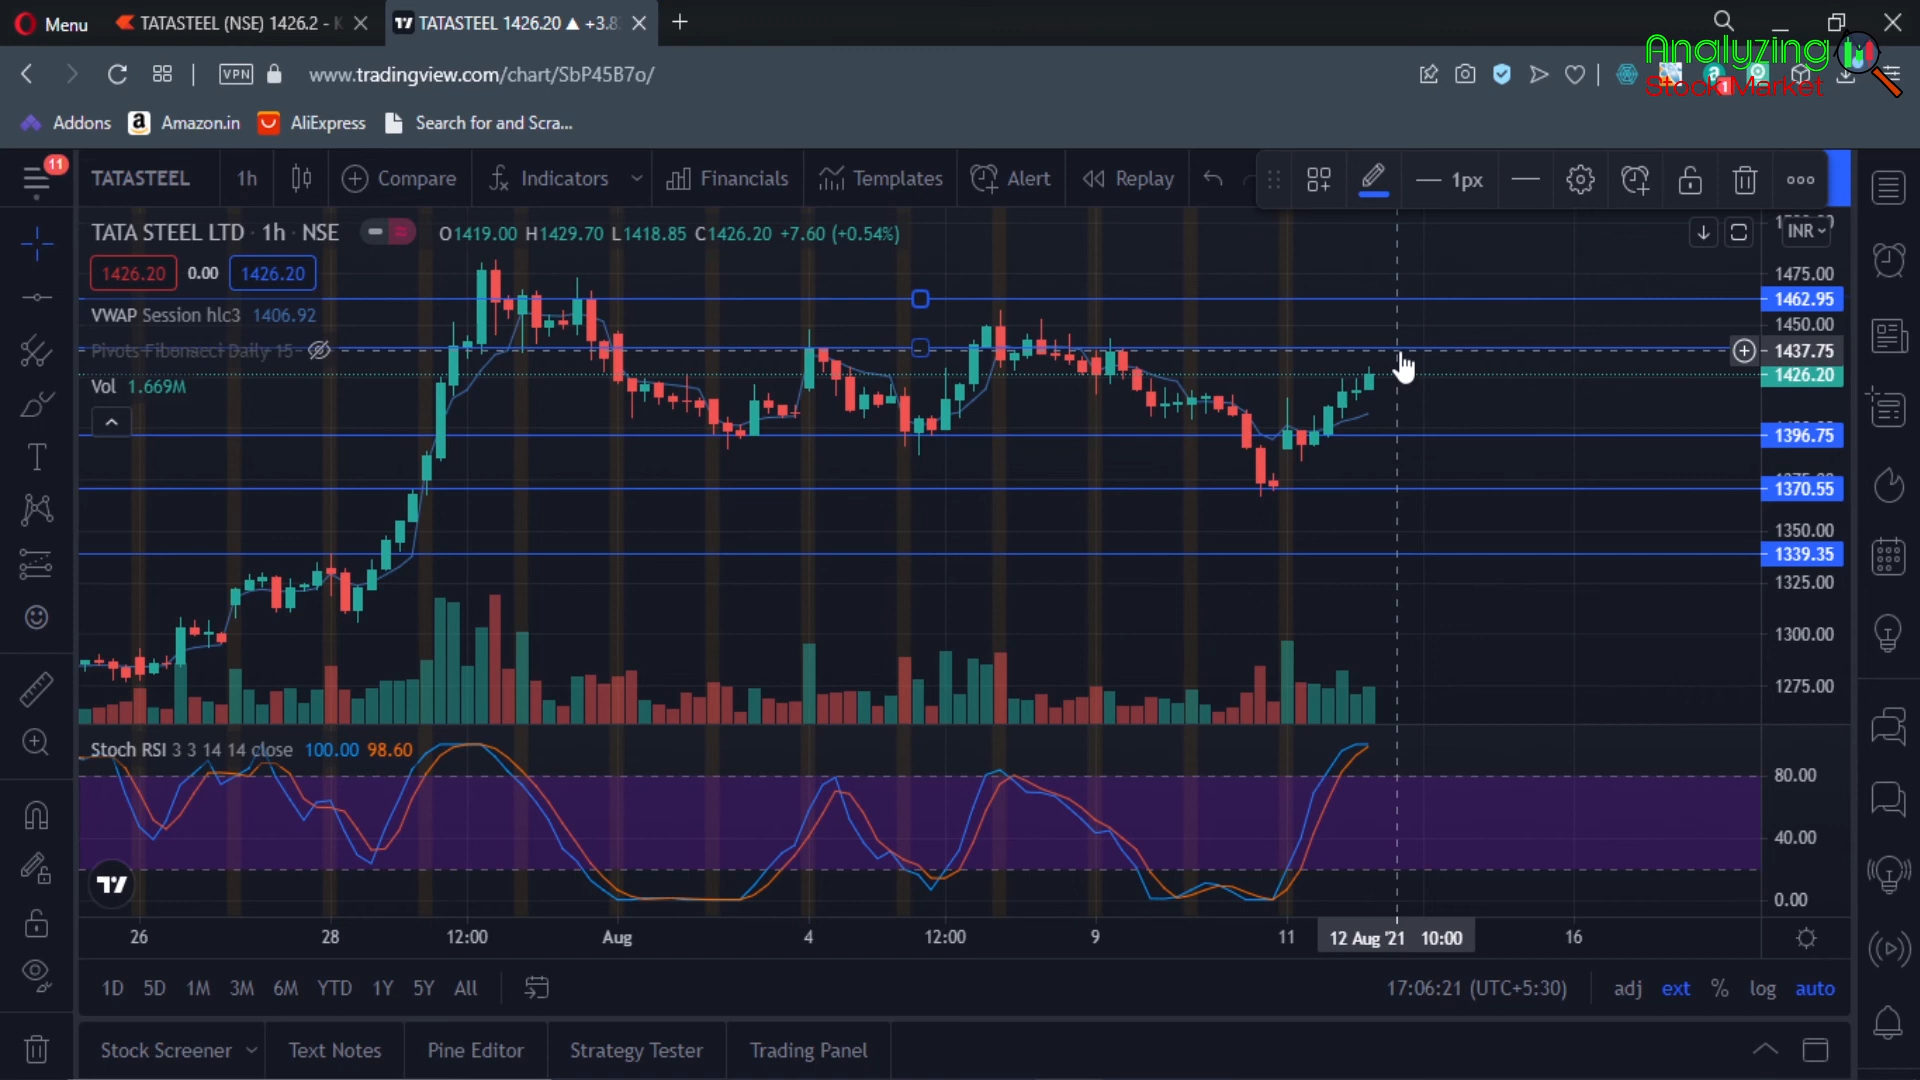 Menu
TATASTEEL (NSE) 1426.2 - K
TATASTEEL 1426.20 ▲ +3.8
Analyzing
Stock Market
VPN
www.tradingview.com/chart/SbP45B7o/
1
Addons
Amazon.in
AliExpress
Search for and Scra...
11
TATASTEEL
1h
Compare
Indicators
Financials
Templates
Alert
Replay
1px
TATA STEEL LTD · 1h · NSE
O1419.00 H1429.70 L1418.85 C1426.20 +7.60 (+0.54%)
INR
1426.20
0.00
1426.20
VWAP Session hlc3 1406.92
Pivots Fibonacci Daily 15
Vol 1.669M
1475.00
1462.95
1450.00
1437.75
1426.20
1396.75
1370.55
1350.00
1339.35
1325.00
1300.00
1275.00
Stoch RSI 3 3 14 14 close 100.00 98.60
80.00
40.00
0.00
26
28
12:00
Aug
4
12:00
9
11
12 Aug '21 10:00
16
1D
5D
1M
3M
6M
YTD
1Y
5Y
All
17:06:21 (UTC+5:30)
adj
ext
%
log
auto
Stock Screener
Text Notes
Pine Editor
Strategy Tester
Trading Panel